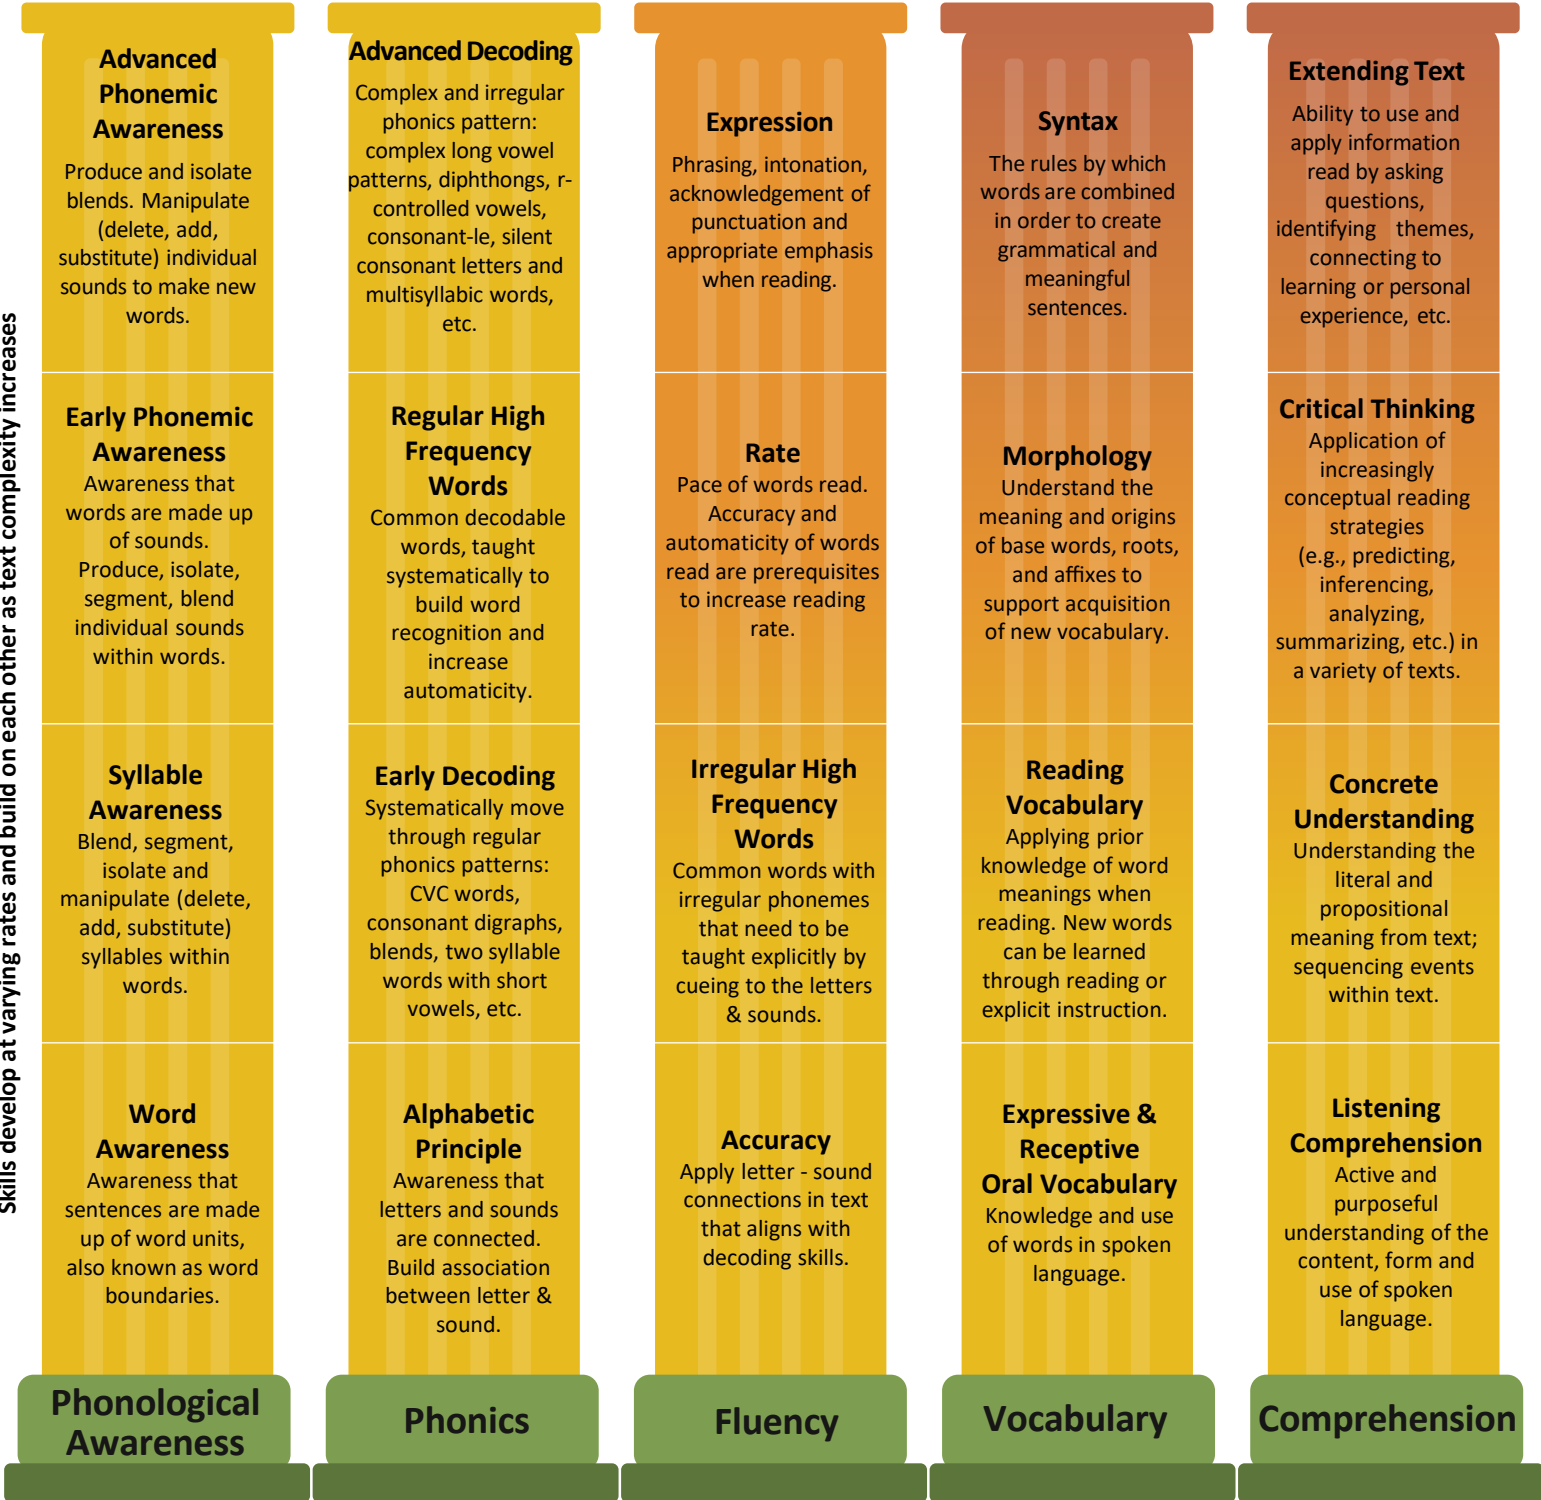 Skills develop at varying rates and build on each other as text complexity increases
Advanced
Phonemic
Awareness
Produce and isolate
blends. Manipulate
(delete, add,
substitute) individual
sounds to make new
words.
Early Phonemic
Awareness
Awareness that
words are made up
of sounds.
Produce, isolate,
segment, blend
individual sounds
within words.
Syllable
Awareness
Blend, segment,
isolate and
manipulate (delete,
add, substitute)
syllables within
words.
Word
Awareness
Awareness that
sentences are made
up of word units,
also known as word
boundaries.
Phonological
Awareness
Advanced Decoding
Complex and irregular
phonics pattern:
complex long vowel
patterns, diphthongs, r-
controlled vowels,
consonant-le, silent
consonant letters and
multisyllabic words,
etc.
Regular High
Frequency
Words
Common decodable
words, taught
systematically to
build word
recognition and
increase
automaticity.
Early Decoding
Systematically move
through regular
phonics patterns:
CVC words,
consonant digraphs,
blends, two syllable
words with short
vowels, etc.
Alphabetic
Principle
Awareness that
letters and sounds
are connected.
Build association
between letter &
sound.
Phonics
Expression
Phrasing, intonation,
acknowledgement of
punctuation and
appropriate emphasis
when reading.
Rate
Pace of words read.
Accuracy and
automaticity of words
read are prerequisites
to increase reading
rate.
Irregular High
Frequency
Words
Common words with
irregular phonemes
that need to be
taught explicitly by
cueing to the letters
& sounds.
Accuracy
Apply letter - sound
connections in text
that aligns with
decoding skills.
Fluency
Syntax
The rules by which
words are combined
in order to create
grammatical and
meaningful
sentences.
Morphology
Understand the
meaning and origins
of base words, roots,
and affixes to
support acquisition
of new vocabulary.
Reading
Vocabulary
Applying prior
knowledge of word
meanings when
reading. New words
can be learned
through reading or
explicit instruction.
Expressive &
Receptive
Oral Vocabulary
Knowledge and use
of words in spoken
language.
Vocabulary
Extending Text
Ability to use and
apply information
read by asking
questions,
identifying themes,
connecting to
learning or personal
experience, etc.
Critical Thinking
Application of
increasingly
conceptual reading
strategies
(e.g., predicting,
inferencing,
analyzing,
summarizing, etc.) in
a variety of texts.
Concrete
Understanding
Understanding the
literal and
propositional
meaning from text;
sequencing events
within text.
Listening
Comprehension
Active and
purposeful
understanding of the
content, form and
use of spoken
language.
Comprehension